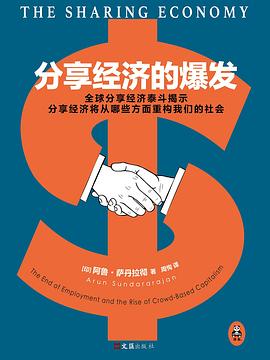 THE SHARING ECONOMY
分享经济的爆发
全球分享经济泰斗揭示
分享经济将从哪些方面重构我们的社会
[印] 阿鲁·萨丹拉彻 著 周恂 译
Arun Sundararajan
The End of Employment and the Rise of Crowd-Based Capitalism
文匯出版社